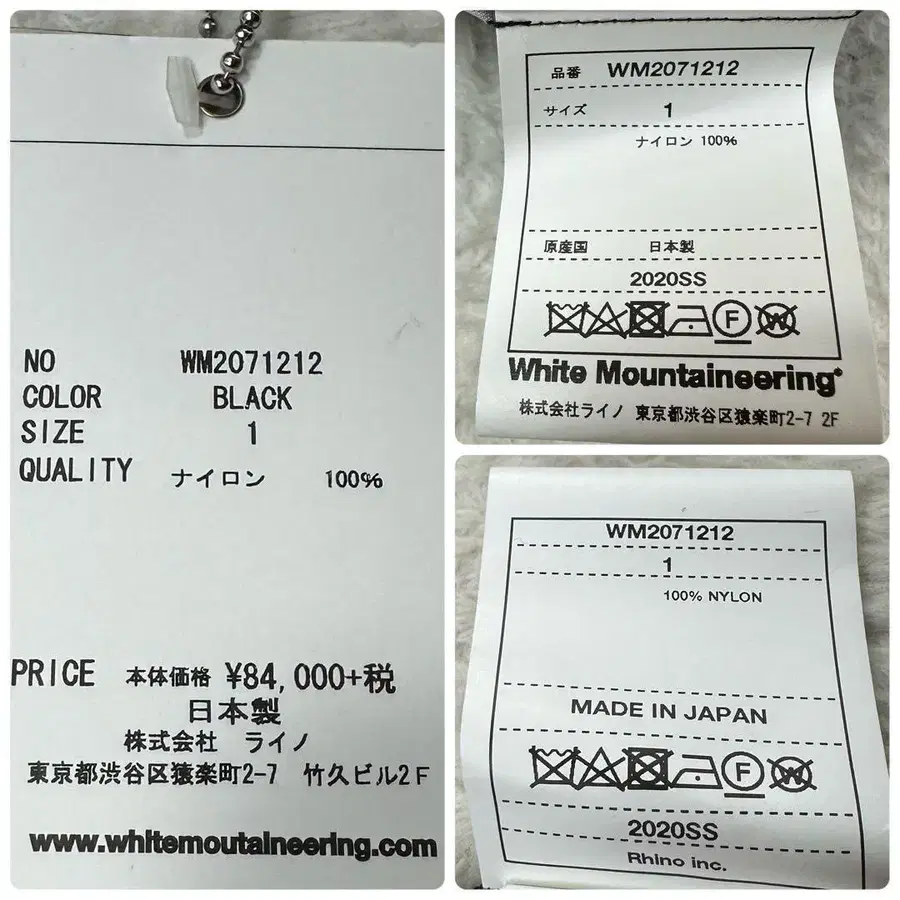 NO WM2071212
COLOR BLACK
SIZE 1
QUALITY ナイロン 100%
PRICE 本体価格 ¥84,000+税
日本製
株式会社 ライノ
東京都渋谷区猿楽町2-7 竹久ビル2F
www.whitemoutaineering.com
品番 WM2071212
サイズ 1
ナイロン 100%
原産国 日本製
2020SS
F W
White Mountaineering®
株式会社ライノ 東京都渋谷区猿楽町2-7 2F
WM2071212
1
100% NYLON
MADE IN JAPAN
F W
2020SS
Rhino inc.